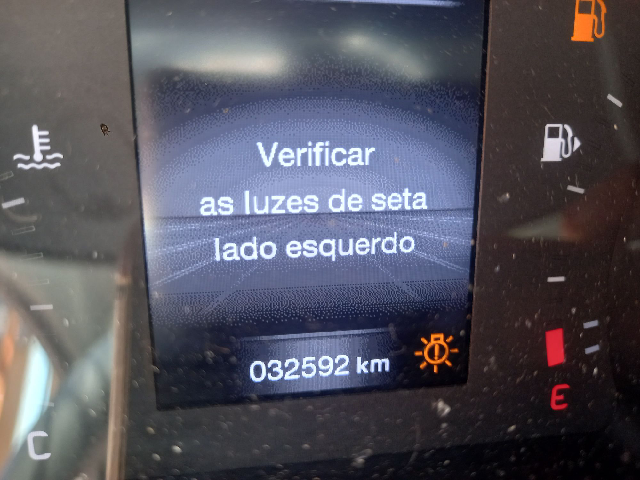 Verificar
as luzes de seta
lado esquerdo
032592 km
C
E